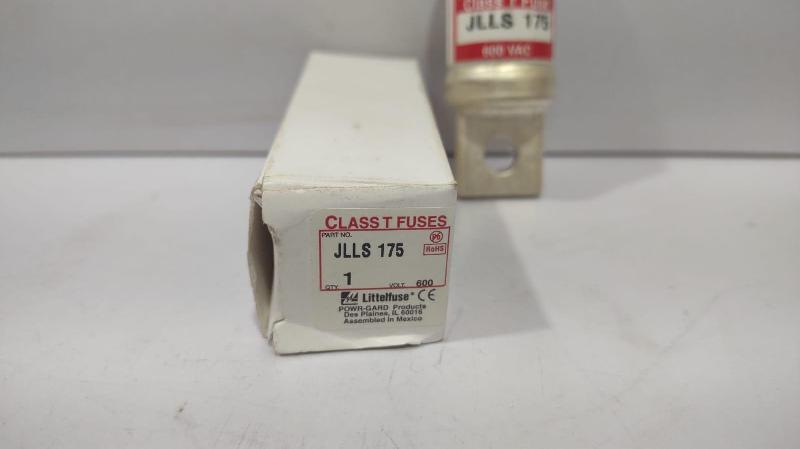 CLASS T FUSE
JLLS 175
600 VAC
CLASS T FUSES
PART NO.
Pb
JLLS 175
RoHS
QTY. 1 VOLT. 600
Littelfuse® CE
POWR-GARD Products
Des Plaines, IL 60016
Assembled in Mexico